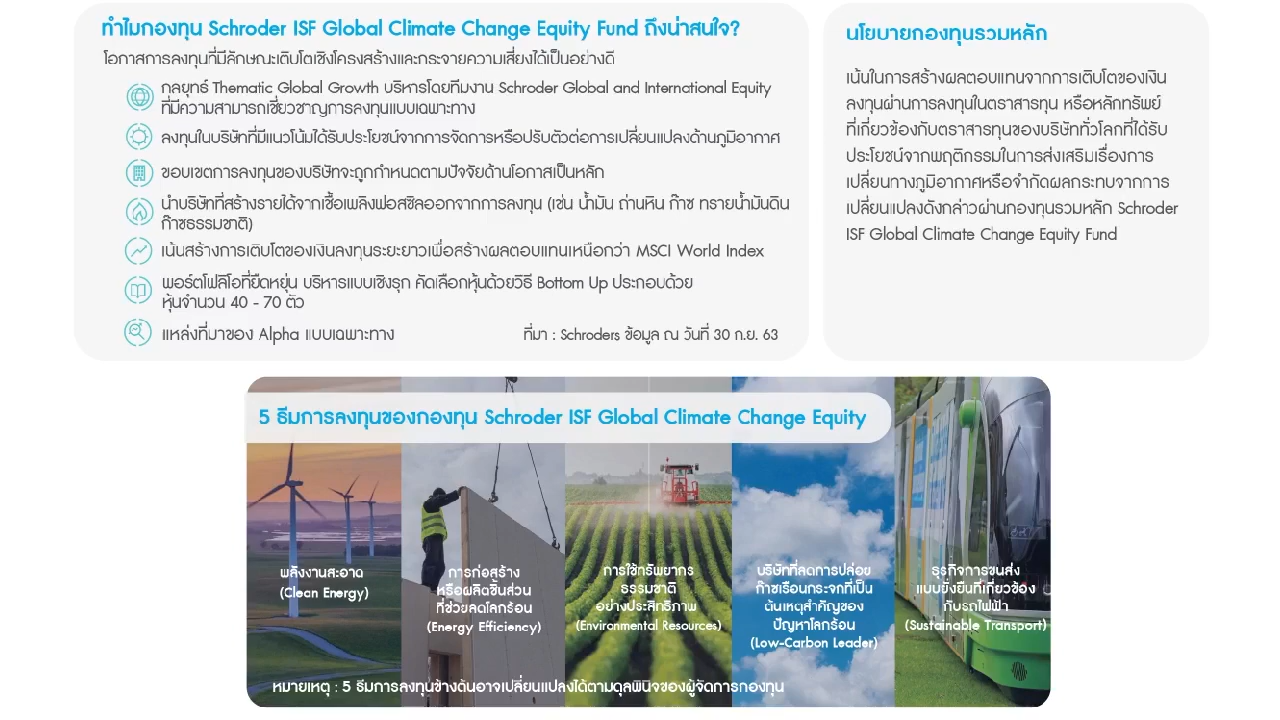 ทำไมกองทุน Schroder ISF Global Climate Change Equity Fund ถึงน่าสนใจ?
โอกาสการลงทุนที่มีลักษณะเติบโตเชิงโครงสร้างและกระจายความเสี่ยงได้เป็นอย่างดี
กลยุทธ์ Thematic Global Growth บริหารโดยทีมงาน Schroder Global and International Equity
ที่มีความสามารถเชี่ยวชาญการลงทุนแบบเฉพาะทาง
ลงทุนในบริษัทที่มีแนวโน้มได้รับประโยชน์จากการจัดการหรือปรับตัวต่อการเปลี่ยนแปลงด้านภูมิอากาศ
ขอบเขตการลงทุนของบริษัทจะถูกกำหนดตามปัจจัยด้านโอกาสเป็นหลัก
นำบริษัทที่สร้างรายได้จากเชื้อเพลิงฟอสซิลออกจากการลงทุน (เช่น น้ำมัน ถ่านหิน ก๊าซ ทรายน้ำมันดิน
ก๊าซธรรมชาติ)
เน้นสร้างการเติบโตของเงินลงทุนระยะยาวเพื่อสร้างผลตอบแทนเหนือกว่า MSCI World Index
พอร์ตโฟลิโอที่ยืดหยุ่น บริหารแบบเชิงรุก คัดเลือกหุ้นด้วยวิธี Bottom Up ประกอบด้วย
หุ้นจำนวน 40 - 70 ตัว
แหล่งที่มาของ Alpha แบบเฉพาะทาง
ที่มา : Schroders ข้อมูล ณ วันที่ 30 ก.ย. 63
นโยบายกองทุนรวมหลัก
เน้นในการสร้างผลตอบแทนจากการเติบโตของเงิน
ลงทุนผ่านการลงทุนในตราสารทุน หรือหลักทรัพย์
ที่เกี่ยวข้องกับตราสารทุนของบริษัททั่วโลกที่ได้รับ
ประโยชน์จากพฤติกรรมในการส่งเสริมเรื่องการ
เปลี่ยนทางภูมิอากาศหรือจำกัดผลกระทบจากการ
เปลี่ยนแปลงดังกล่าวผ่านกองทุนรวมหลัก Schroder
ISF Global Climate Change Equity Fund
5 ธีมการลงทุนของกองทุน Schroder ISF Global Climate Change Equity
พลังงานสะอาด
(Clean Energy)
การก่อสร้าง
หรือผลิตชิ้นส่วน
ที่ช่วยลดโลกร้อน
(Energy Efficiency)
การใช้ทรัพยากร
ธรรมชาติ
อย่างประสิทธิภาพ
(Environmental Resources)
บริษัทที่ลดการปล่อย
ก๊าซเรือนกระจกที่เป็น
ต้นเหตุสำคัญของ
ปัญหาโลกร้อน
(Low-Carbon Leader)
ธุรกิจการขนส่ง
แบบยั่งยืนที่เกี่ยวข้อง
กับรถไฟฟ้า
(Sustainable Transport)
หมายเหตุ : 5 ธีมการลงทุนข้างต้นอาจเปลี่ยนแปลงได้ตามดุลพินิจของผู้จัดการกองทุน